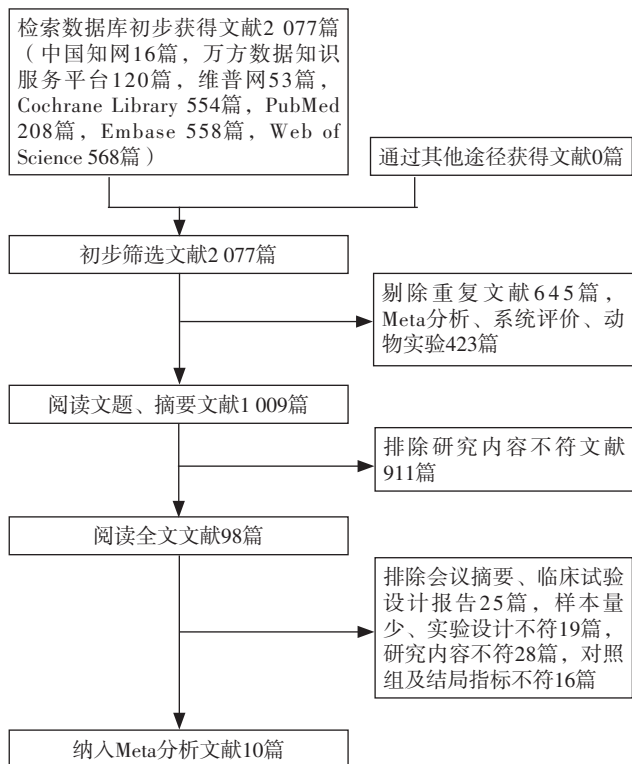 检索数据库初步获得文献2 077篇
（中国知网16篇，万方数据知识
服务平台120篇，维普网53篇，
Cochrane Library 554篇，PubMed
208篇，Embase 558篇，Web of
Science 568篇）
通过其他途径获得文献0篇
初步筛选文献2 077篇
剔除重复文献645篇，
Meta分析、系统评价、动
物实验423篇
阅读文题、摘要文献1 009篇
排除研究内容不符文献
911篇
阅读全文文献98篇
排除会议摘要、临床试验
设计报告25篇，样本量
少、实验设计不符19篇，
研究内容不符28篇，对照
组及结局指标不符16篇
纳入Meta分析文献10篇